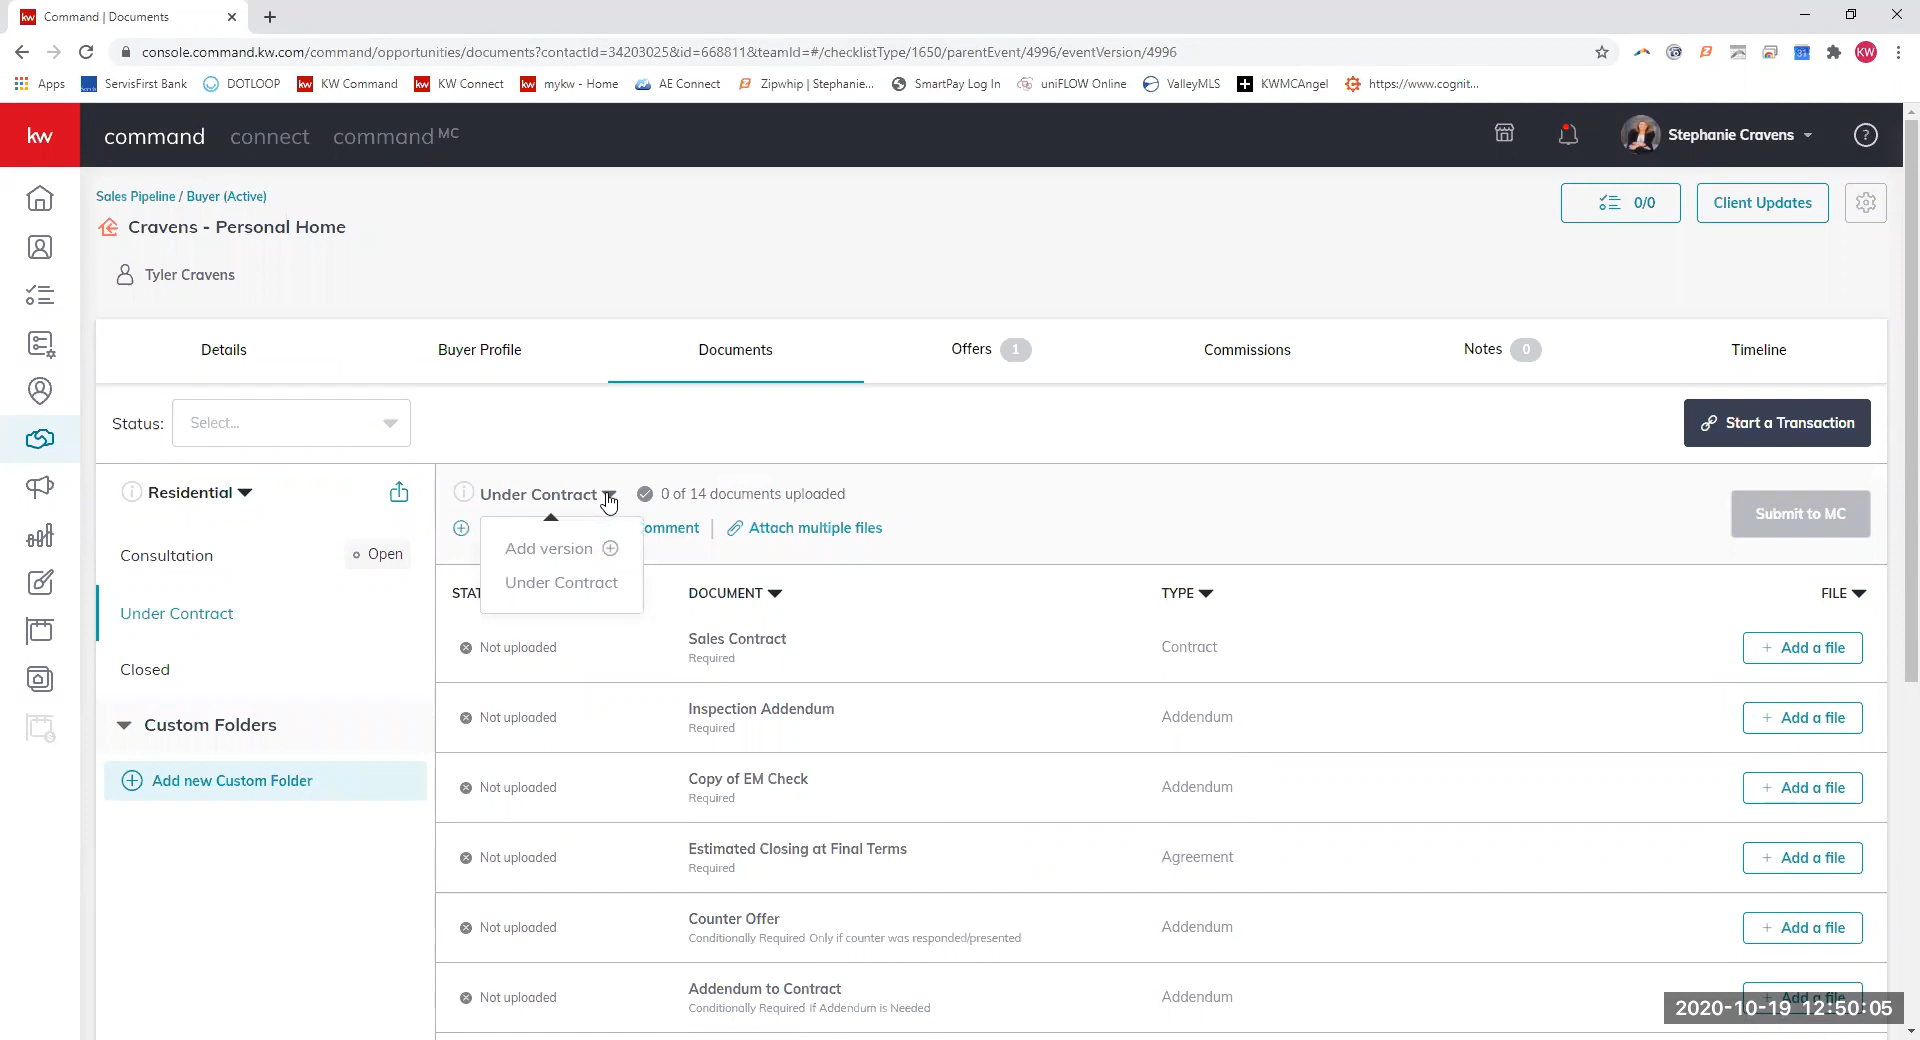 kw Command | Documents
console.command.kw.com/command/opportunities/documents?contactId=34203025&id=668811&teamId=#/checklistType/1650/parentEvent/4996/eventVersion/4996
KW
Apps ServisFirst Bank DOTLOOP kw KW Command kw KW Connect kw mykw - Home AE Connect Zipwhip | Stephanie... SmartPay Log In uniFLOW Online ValleyMLS KWMCAngel https://www.cognit...
kw command connect command MC Stephanie Cravens
Sales Pipeline / Buyer (Active)
0/0 Client Updates
Cravens - Personal Home
Tyler Cravens
Details Buyer Profile Documents Offers 1 Commissions Notes 0 Timeline
Status: Select... Start a Transaction
Residential Under Contract 0 of 14 documents uploaded
Submit to MC
omment | Attach multiple files
Add version
Consultation Open
Under Contract
STAT DOCUMENT TYPE FILE
Under Contract
Not uploaded Sales Contract Contract + Add a file
Required
Closed
Not uploaded Inspection Addendum Addendum + Add a file
Required
Custom Folders
Add new Custom Folder
Not uploaded Copy of EM Check Addendum + Add a file
Required
Not uploaded Estimated Closing at Final Terms Agreement + Add a file
Required
Not uploaded Counter Offer Addendum + Add a file
Conditionally Required Only if counter was responded/presented
Not uploaded Addendum to Contract Addendum + Add a file
Conditionally Required If Addendum is Needed
2020-10-19 12:50:05